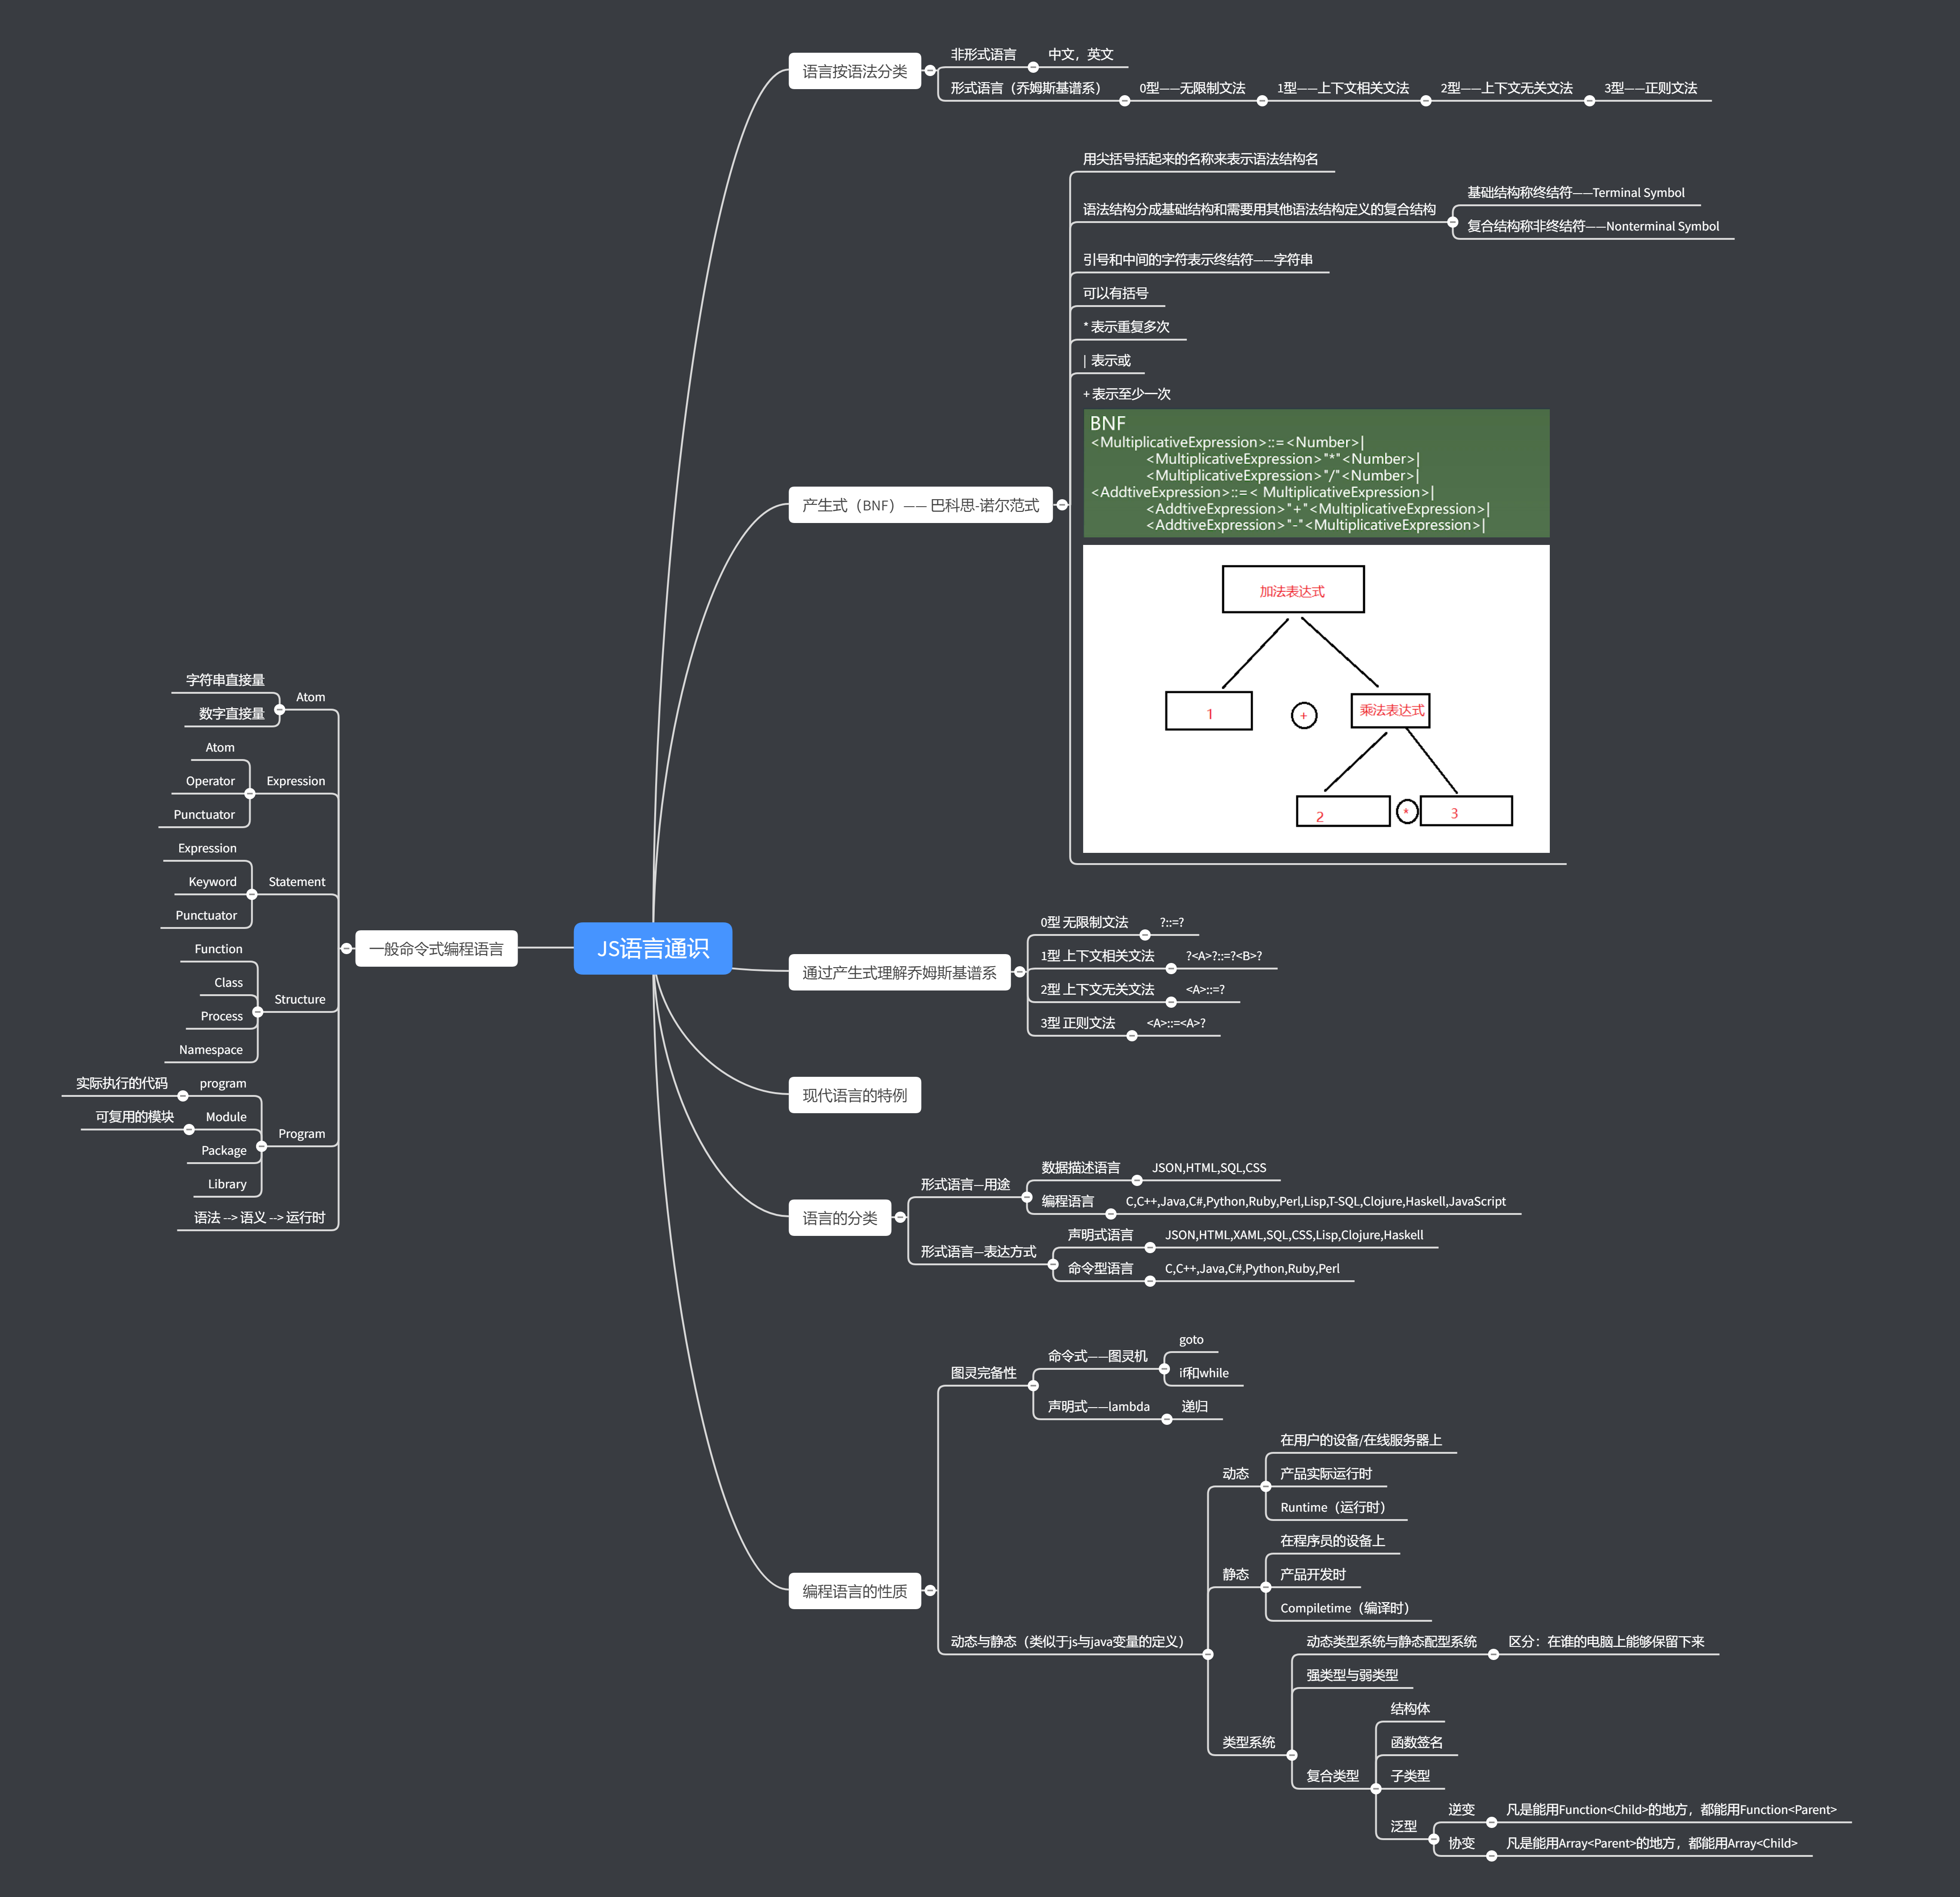 JS语言通识
语言按语法分类
非形式语言
中文，英文
形式语言（乔姆斯基谱系）
0型——无限制文法
1型——上下文相关文法
2型——上下文无关文法
3型——正则文法
产生式（BNF）—— 巴科思-诺尔范式
用尖括号括起来的名称来表示语法结构名
语法结构分成基础结构和需要用其他语法结构定义的复合结构
基础结构称终结符——Terminal Symbol
复合结构称非终结符——Nonterminal Symbol
引号和中间的字符表示终结符——字符串
可以有括号
* 表示重复多次
| 表示或
+ 表示至少一次
BNF
<MultiplicativeExpression>::=<Number>|
<MultiplicativeExpression>"*"<Number>|
<MultiplicativeExpression>"/"<Number>|
<AddtiveExpression>::=< MultiplicativeExpression>|
<AddtiveExpression>"+"<MultiplicativeExpression>|
<AddtiveExpression>"-"<MultiplicativeExpression>|
加法表达式
1
+
乘法表达式
2
*
3
通过产生式理解乔姆斯基谱系
0型 无限制文法
?::=?
1型 上下文相关文法
?<A>?::=?<B>?
2型 上下文无关文法
<A>::=?
3型 正则文法
<A>::=<A>?
现代语言的特例
语言的分类
形式语言—用途
数据描述语言
JSON,HTML,SQL,CSS
编程语言
C,C++,Java,C#,Python,Ruby,Perl,Lisp,T-SQL,Clojure,Haskell,JavaScript
形式语言—表达方式
声明式语言
JSON,HTML,XAML,SQL,CSS,Lisp,Clojure,Haskell
命令型语言
C,C++,Java,C#,Python,Ruby,Perl
编程语言的性质
图灵完备性
命令式——图灵机
goto
if和while
声明式——lambda
递归
动态与静态（类似于js与java变量的定义）
动态
在用户的设备/在线服务器上
产品实际运行时
Runtime（运行时）
静态
在程序员的设备上
产品开发时
Compiletime（编译时）
类型系统
动态类型系统与静态配型系统
区分：在谁的电脑上能够保留下来
强类型与弱类型
复合类型
结构体
函数签名
子类型
泛型
逆变
凡是能用Function<Child>的地方，都能用Function<Parent>
协变
凡是能用Array<Parent>的地方，都能用Array<Child>
一般命令式编程语言
Atom
字符串直接量
数字直接量
Expression
Atom
Operator
Punctuator
Statement
Expression
Keyword
Punctuator
Structure
Function
Class
Process
Namespace
Program
program
实际执行的代码
Module
可复用的模块
Package
Library
语法 --> 语义 --> 运行时